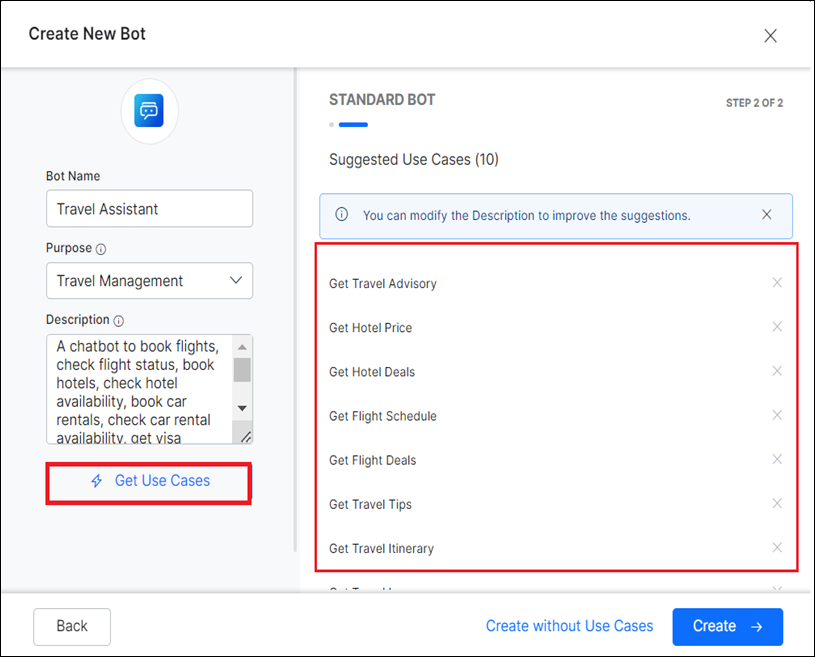 Create New Bot
Bot Name
Travel Assistant
Purpose
Travel Management
Description
A chatbot to book flights,
check flight status, book
hotels, check hotel
availability, book car
rentals, check car rental
availability, get visa
Get Use Cases
STANDARD BOT
STEP 2 OF 2
Suggested Use Cases (10)
You can modify the Description to improve the suggestions.
Get Travel Advisory
Get Hotel Price
Get Hotel Deals
Get Flight Schedule
Get Flight Deals
Get Travel Tips
Get Travel Itinerary
Back
Create without Use Cases
Create